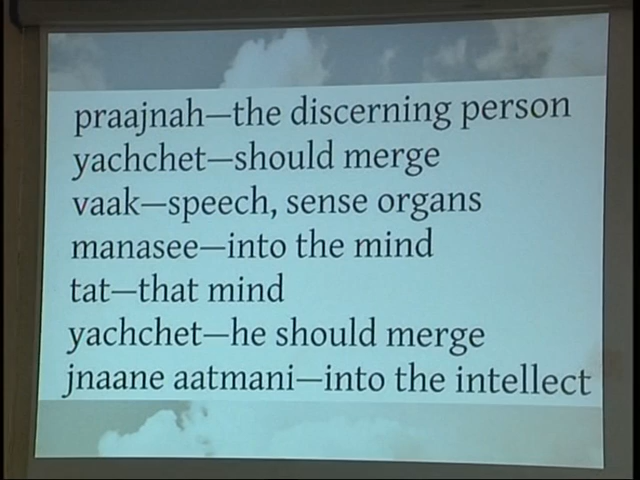 praajnah—the discerning person
yachchet—should merge
vaak—speech, sense organs
manasee—into the mind
tat—that mind
yachchet—he should merge
jnaane aatmani—into the intellect